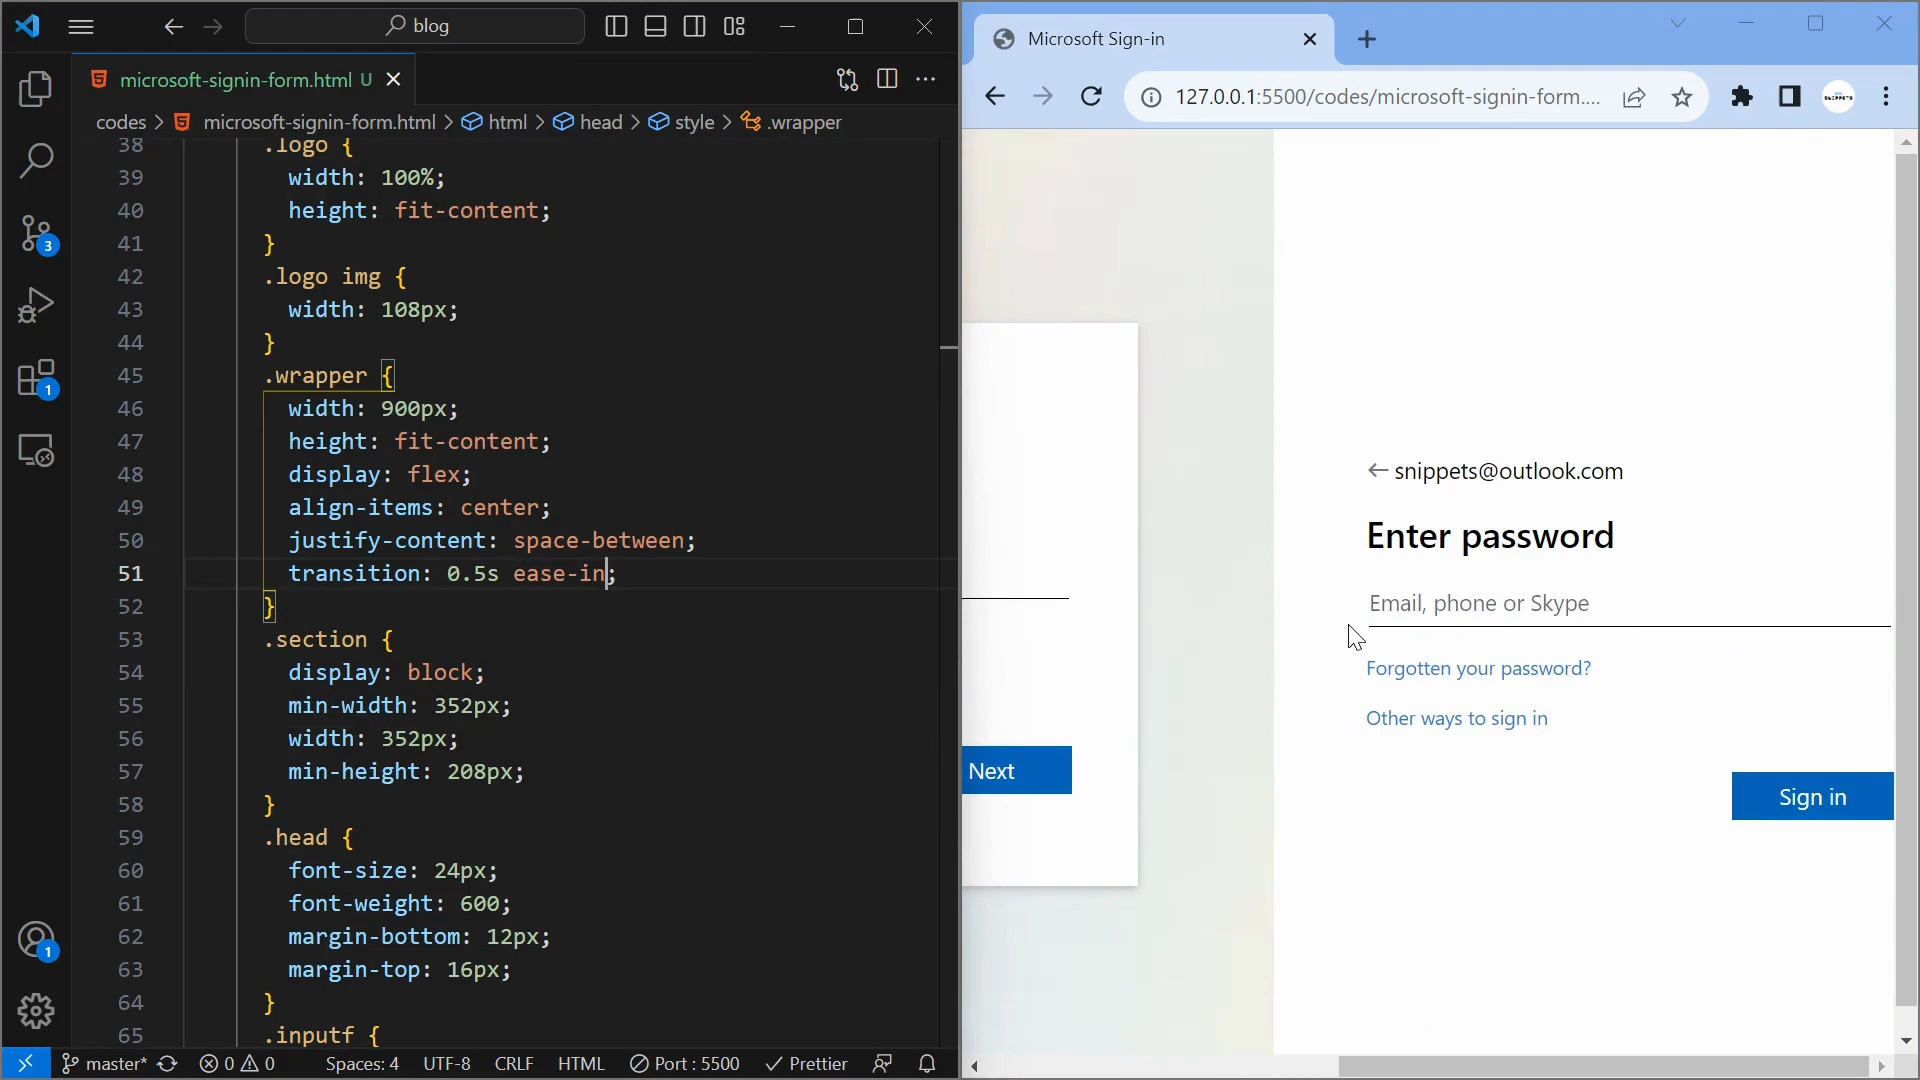 blog
microsoft-signin-form.html U
codes > microsoft-signin-form.html > html > head > style > .wrapper
38 .logo {
39 width: 100%;
40 height: fit-content;
41 }
42 .logo img {
43 width: 108px;
44 }
45 .wrapper {
46 width: 900px;
47 height: fit-content;
48 display: flex;
49 align-items: center;
50 justify-content: space-between;
51 transition: 0.5s ease-in;
52 }
53 .section {
54 display: block;
55 min-width: 352px;
56 width: 352px;
57 min-height: 208px;
58 }
59 .head {
60 font-size: 24px;
61 font-weight: 600;
62 margin-bottom: 12px;
63 margin-top: 16px;
64 }
65 .inputf {
3
1
1
master* 0 0 Spaces: 4 UTF-8 CRLF HTML Port : 5500 Prettier
Microsoft Sign-in
127.0.0.1:5500/codes/microsoft-signin-form....
Next
snippets@outlook.com
Enter password
Email, phone or Skype
Forgotten your password?
Other ways to sign in
Sign in